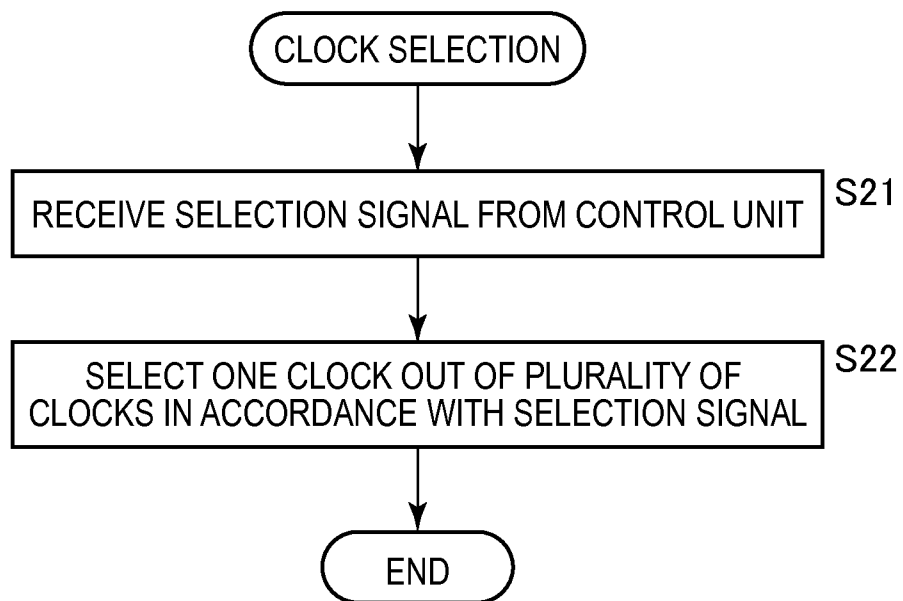 CLOCK SELECTION
RECEIVE SELECTION SIGNAL FROM CONTROL UNIT
S21
SELECT ONE CLOCK OUT OF PLURALITY OF
CLOCKS IN ACCORDANCE WITH SELECTION SIGNAL
S22
END